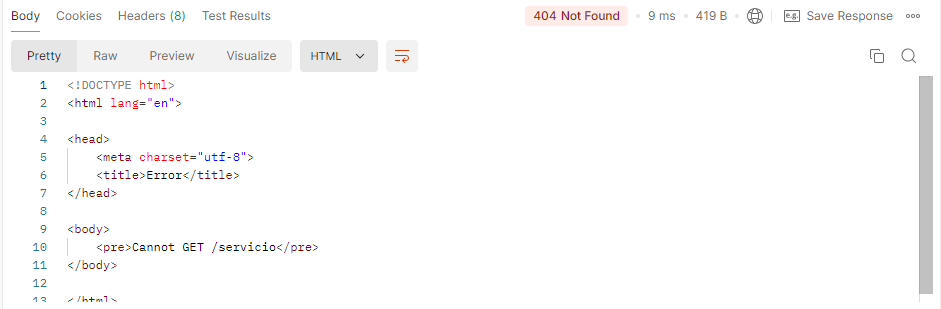 Body Cookies Headers (8) Test Results 404 Not Found • 9 ms • 419 B • e.g. Save Response
Pretty Raw Preview Visualize HTML
1 <!DOCTYPE html>
2 <html lang="en">
3
4 <head>
5 <meta charset="utf-8">
6 <title>Error</title>
7 </head>
8
9 <body>
10 <pre>Cannot GET /servicio</pre>
11 </body>
12
13 </html>